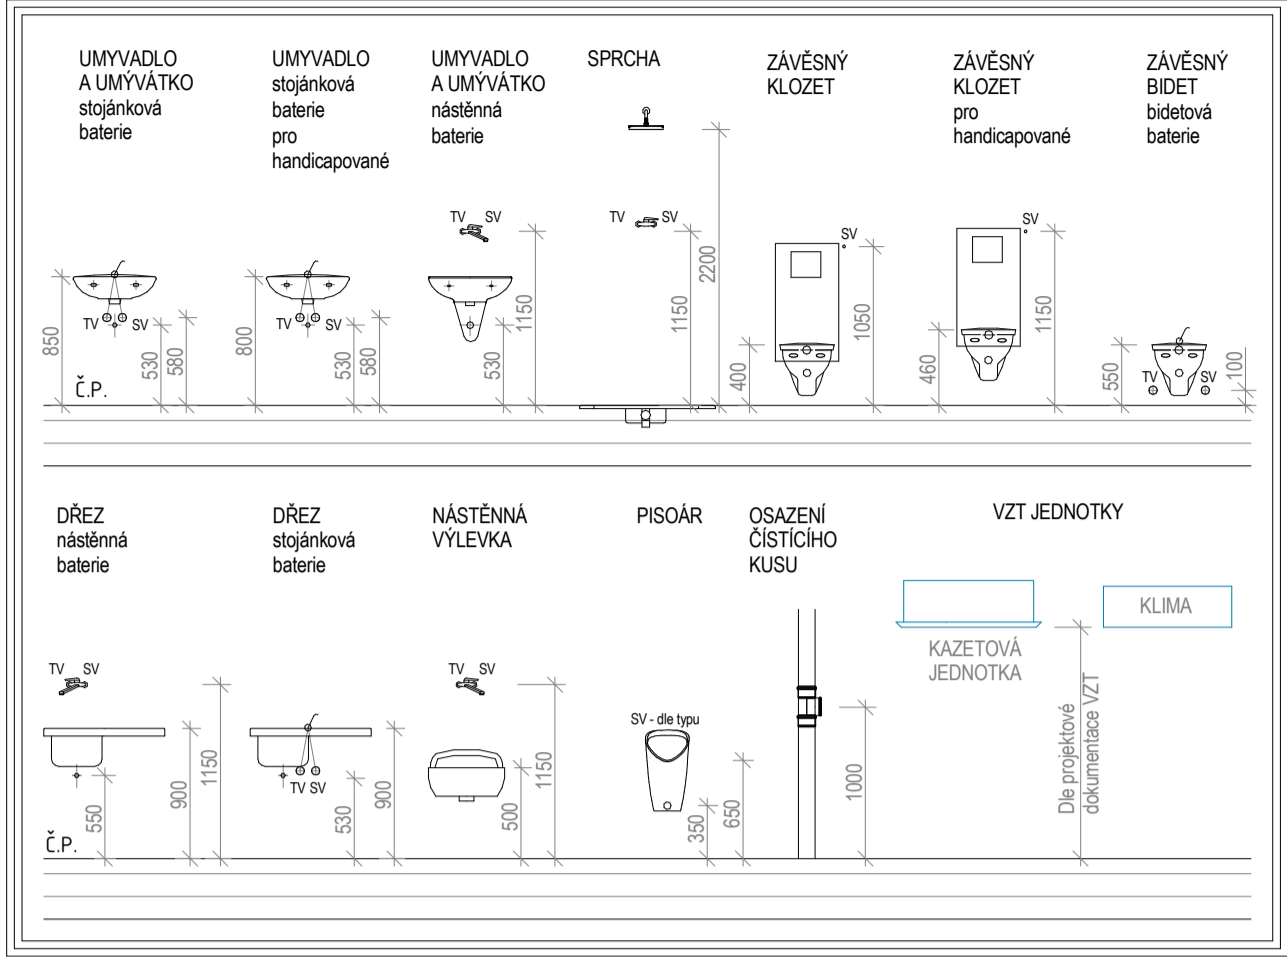 UMYVADLO
A UMÝVÁTKO
stojánková
baterie
UMYVADLO
stojánková
baterie
pro
handicapované
UMYVADLO
A UMÝVÁTKO
nástěnná
baterie
SPRCHA
ZÁVĚSNÝ
KLOZET
ZÁVĚSNÝ
KLOZET
pro
handicapované
ZÁVĚSNÝ
BIDET
bidetová
baterie
TV SV
850
530
580
Č.P.
TV SV
800
530
580
TV SV
1150
530
TV SV
2200
1150
SV
400
1050
SV
460
1150
TV SV
550
100
DŘEZ
nástěnná
baterie
DŘEZ
stojánková
baterie
NÁSTĚNNÁ
VÝLEVKA
PISOÁR
OSAZENÍ
ČÍSTÍCÍHO
KUSU
VZT JEDNOTKY
TV SV
550
900
1150
Č.P.
TV SV
530
900
TV SV
500
1150
SV - dle typu
350
650
1000
KAZETOVÁ
JEDNOTKA
KLIMA
Dle projektové
dokumentace VZT